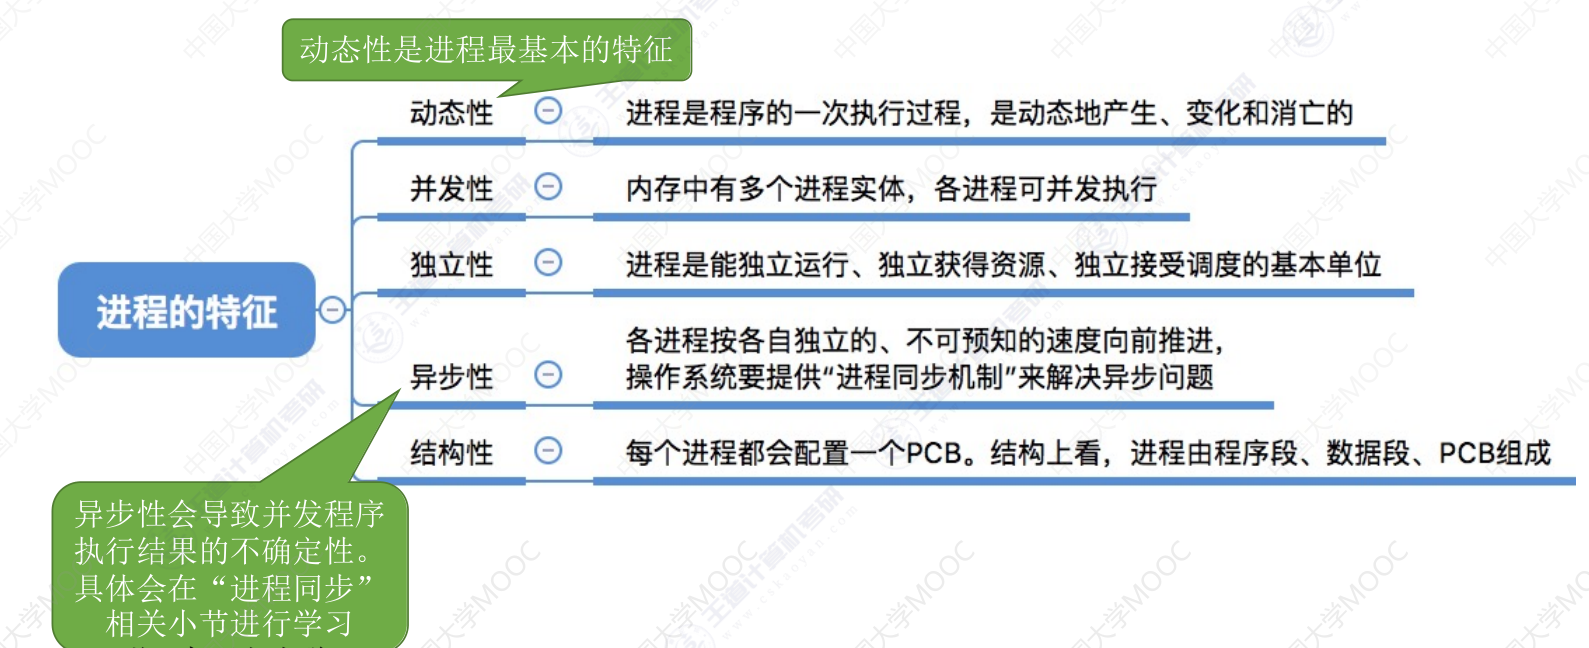 动态性是进程最基本的特征
动态性
进程是程序的一次执行过程，是动态地产生、变化和消亡的
并发性
内存中有多个进程实体，各进程可并发执行
独立性
进程是能独立运行、独立获得资源、独立接受调度的基本单位
进程的特征
异步性
各进程按各自独立的、不可预知的速度向前推进，
操作系统要提供“进程同步机制”来解决异步问题
结构性
每个进程都会配置一个PCB。结构上看，进程由程序段、数据段、PCB组成
异步性会导致并发程序
执行结果的不确定性。
具体会在“进程同步”
相关小节进行学习
中国大学MOOC
王道计算机考研
www.cskaoyan.com